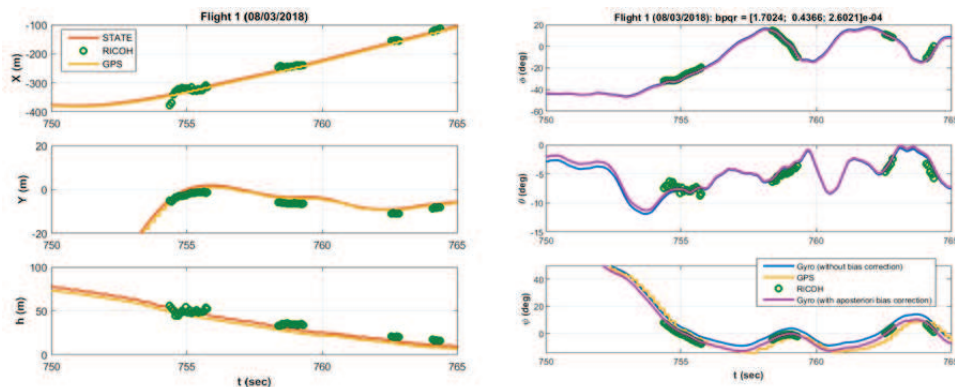 Flight 1 (08/03/2018)
-100
-200
-300
-400
X (m)
STATE
RICOH
GPS
750
755
760
765
20
0
-20
Y (m)
750
755
760
765
100
50
0
h (m)
750
755
760
765
t (sec)
Flight 1 (08/03/2018): bpqr = [1.7024; 0.4366; 2.6021]e-04
20
0
-20
-40
-60
ϕ (deg)
750
755
760
765
0
-5
-10
-15
θ (deg)
750
755
760
765
40
20
0
ψ (deg)
Gyro (without bias correction)
GPS
RICOH
Gyro (with aposteriori bias correction)
750
755
760
765
t (sec)